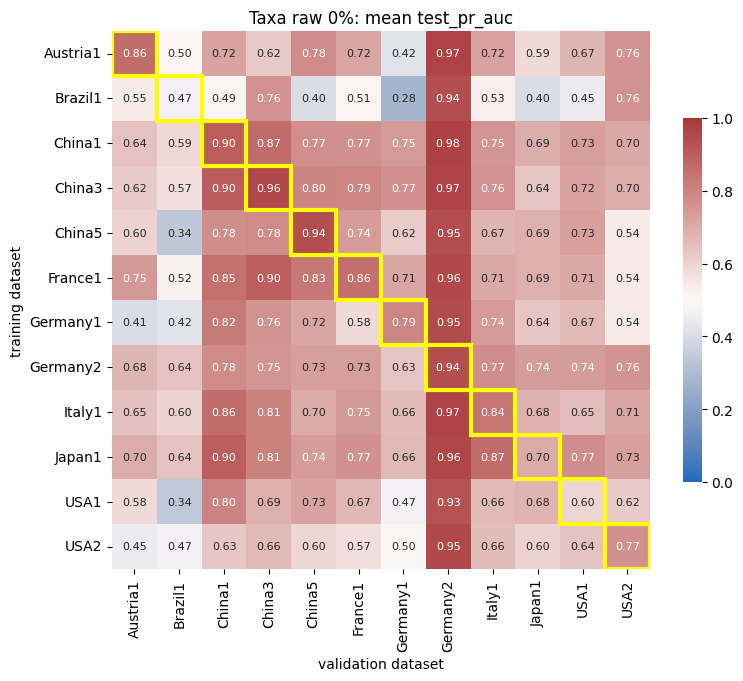 Taxa raw 0%: mean test_pr_auc
Austria1 0.86 0.50 0.72 0.62 0.78 0.72 0.42 0.97 0.72 0.59 0.67 0.76
Brazil1 0.55 0.47 0.49 0.76 0.40 0.51 0.28 0.94 0.53 0.40 0.45 0.76
China1 0.64 0.59 0.90 0.87 0.77 0.77 0.75 0.98 0.75 0.69 0.73 0.70
China3 0.62 0.57 0.90 0.96 0.80 0.79 0.77 0.97 0.76 0.64 0.72 0.70
China5 0.60 0.34 0.78 0.78 0.94 0.74 0.62 0.95 0.67 0.69 0.73 0.54
France1 0.75 0.52 0.85 0.90 0.83 0.86 0.71 0.96 0.71 0.69 0.71 0.54
Germany1 0.41 0.42 0.82 0.76 0.72 0.58 0.79 0.95 0.74 0.64 0.67 0.54
Germany2 0.68 0.64 0.78 0.75 0.73 0.73 0.63 0.94 0.77 0.74 0.74 0.76
Italy1 0.65 0.60 0.86 0.81 0.70 0.75 0.66 0.97 0.84 0.68 0.65 0.71
Japan1 0.70 0.64 0.90 0.81 0.74 0.77 0.66 0.96 0.87 0.70 0.77 0.73
USA1 0.58 0.34 0.80 0.69 0.73 0.67 0.47 0.93 0.66 0.68 0.60 0.62
USA2 0.45 0.47 0.63 0.66 0.60 0.57 0.50 0.95 0.66 0.60 0.64 0.77
Austria1 Brazil1 China1 China3 China5 France1 Germany1 Germany2 Italy1 Japan1 USA1 USA2
validation dataset
training dataset
1.0
0.8
0.6
0.4
0.2
0.0